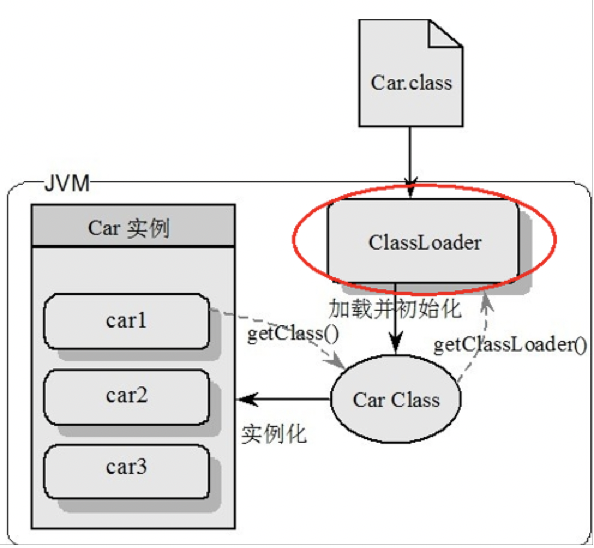 Car.class
JVM
Car 实例
ClassLoader
加载并初始化
car1
getClass()
getClassLoader()
car2
Car Class
实例化
car3